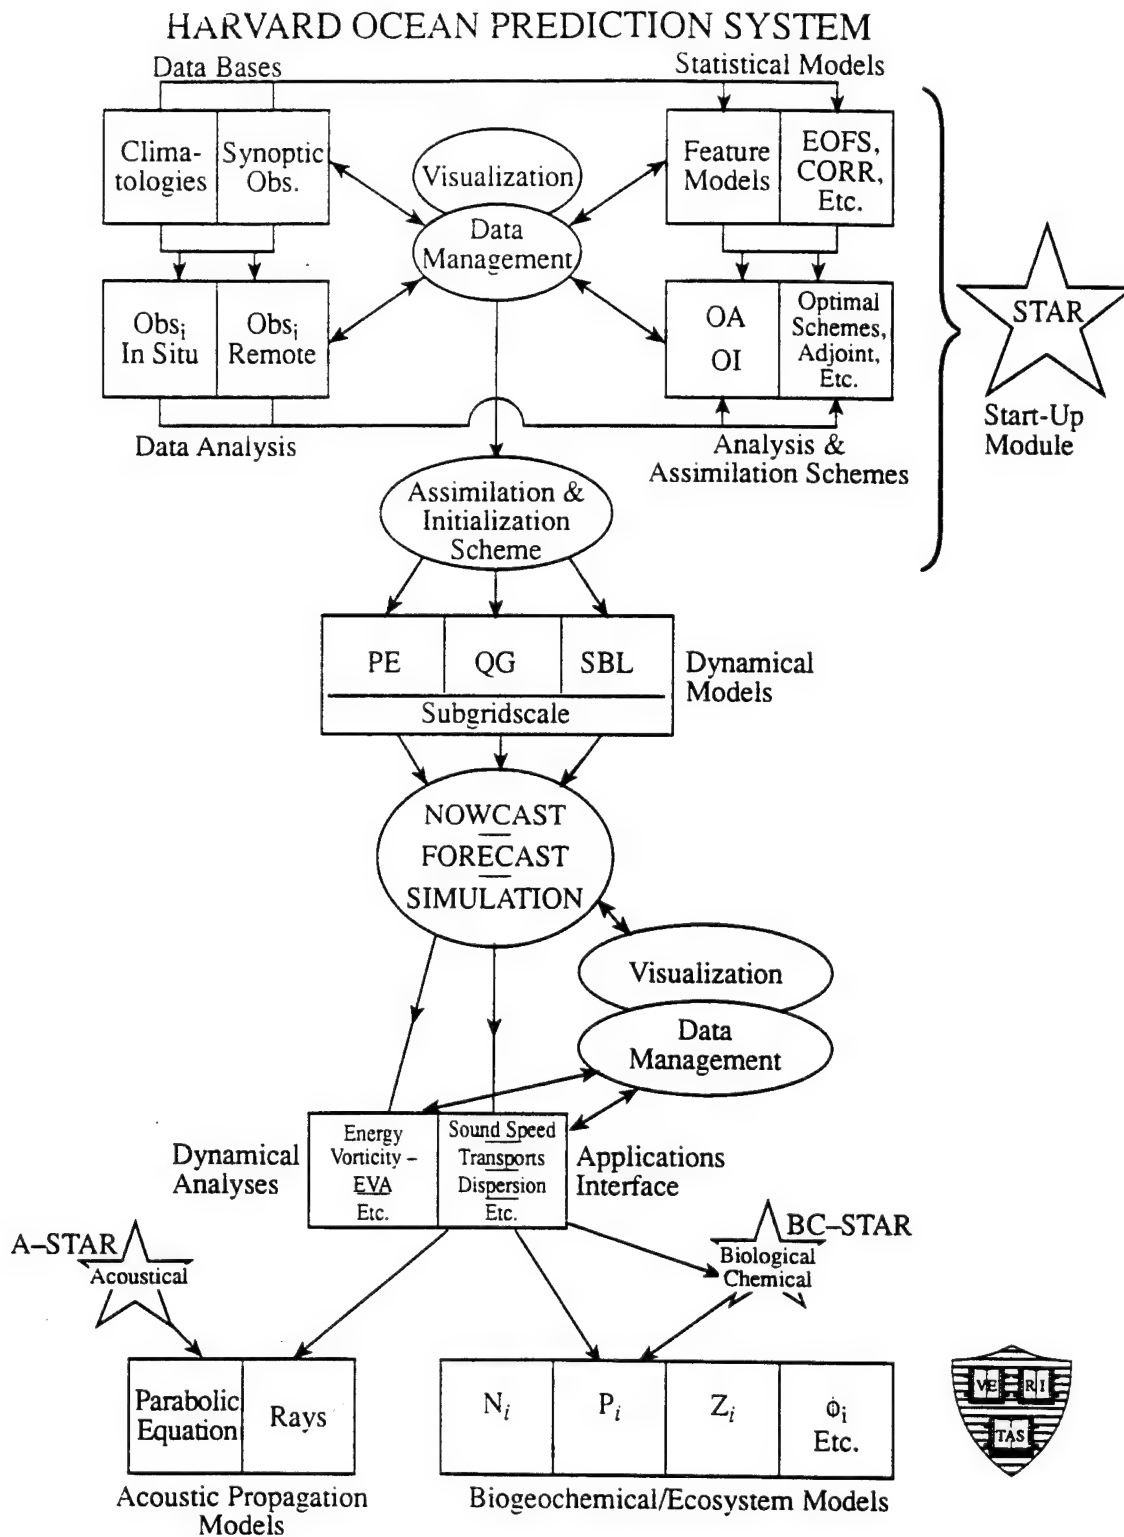 HARVARD OCEAN PREDICTION SYSTEM
Data Bases
Statistical Models
Clima-
tologies
Synoptic
Obs.
Visualization
Data
Management
Feature
Models
EOFS,
CORR,
Etc.
Obsi
In Situ
Obsi
Remote
OA
OI
Optimal
Schemes,
Adjoint,
Etc.
STAR
Start-Up
Module
Data Analysis
Analysis &
Assimilation Schemes
Assimilation &
Initialization
Scheme
PE
QG
SBL
Subgridscale
Dynamical
Models
NOWCAST
FORECAST
SIMULATION
Visualization
Data
Management
Dynamical
Analyses
Energy
Vorticity –
EVA
Etc.
Sound Speed
Transports
Dispersion
Etc.
Applications
Interface
A–STAR
Acoustical
BC–STAR
Biological
Chemical
Parabolic
Equation
Rays
Acoustic Propagation
Models
Ni
Pi
Zi
ϕi
Etc.
Biogeochemical/Ecosystem Models
VE RI
TAS